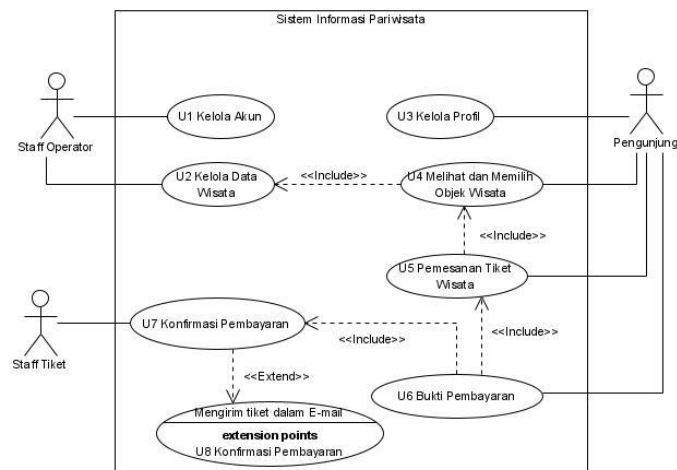 Sistem Informasi Pariwisata
U1 Kelola Akun
U3 Kelola Profil
Staff Operator
Pengunjung
U2 Kelola Data
Wisata
<<Include>>
U4 Melihat dan Memilih
Objek Wisata
<<Include>>
U5 Pemesanan Tiket
Wisata
U7 Konfirmasi Pembayaran
<<Include>>
<<Include>>
Staff Tiket
<<Extend>>
U6 Bukti Pembayaran
Mengirim tiket dalam E-mail
extension points
U8 Konfirmasi Pembayaran